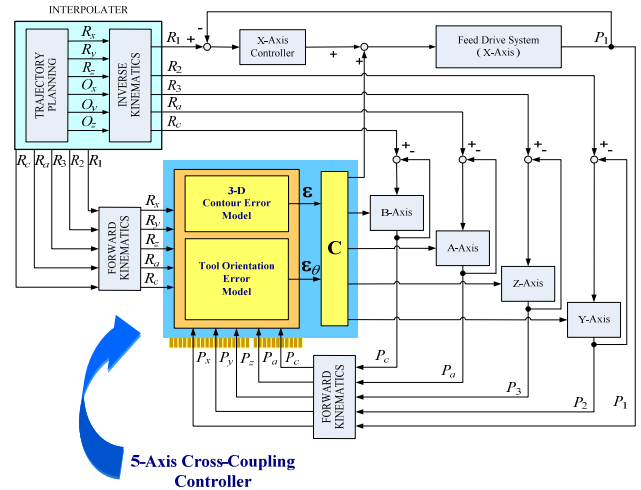 INTERPOLATER
TRAJECTORY PLANNING
Rx
Ry
Rz
Ox
Oy
Oz
INVERSE KINEMATICS
R1
R2
R3
Ra
Rc
-
+
X-Axis
Controller
+
+
Feed Drive System
( X-Axis )
P1
+
-
+
-
+
-
+
-
Rc
Ra
R3
R2
R1
FORWARD KINEMATICS
Rx
Ry
Rz
Ra
Rc
3-D
Contour Error
Model
Tool Orientation
Error
Model
ε
εθ
C
B-Axis
A-Axis
Z-Axis
Y-Axis
Px
Py
Pz
Pa
Pc
FORWARD KINEMATICS
Pc
Pa
P3
P2
P1
5-Axis Cross-Coupling
Controller